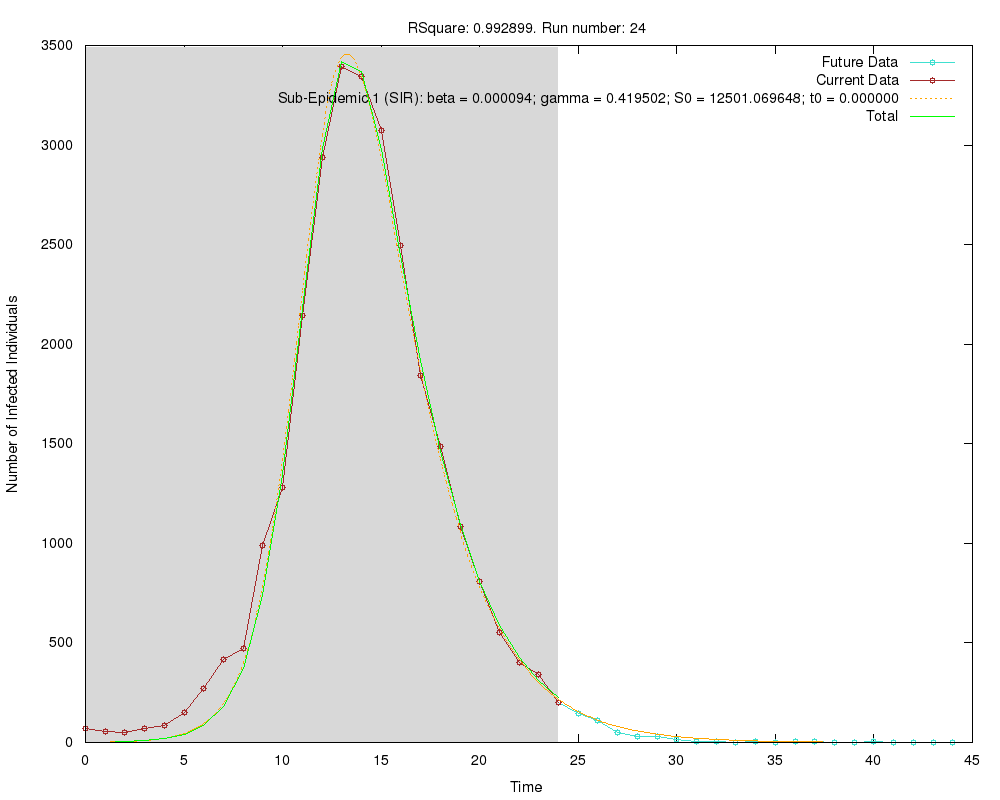 RSquare: 0.992899. Run number: 24
3500
3000
2500
2000
1500
1000
500
0
Number of Infected Individuals
Future Data
Current Data
Sub-Epidemic 1 (SIR): beta = 0.000094; gamma = 0.419502; S0 = 12501.069648; t0 = 0.000000
Total
0 5 10 15 20 25 30 35 40 45
Time